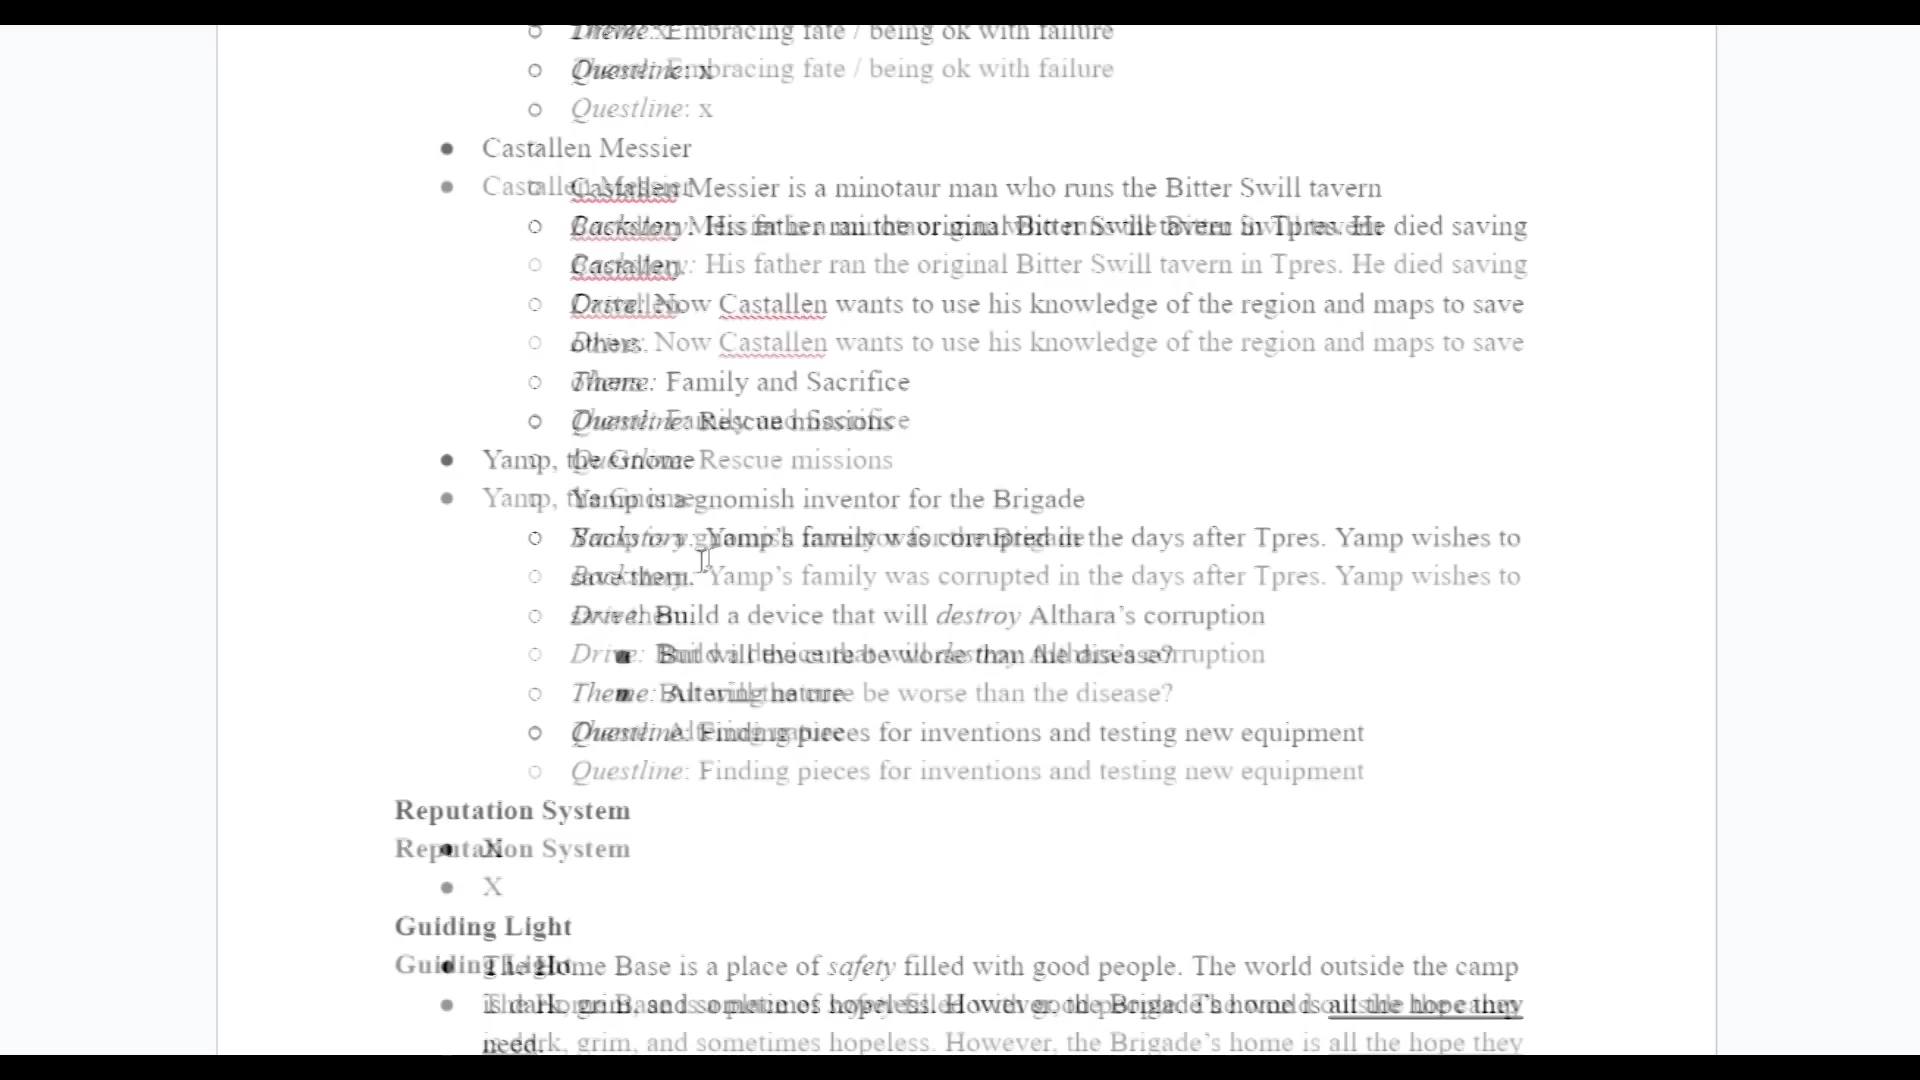 Theme: Embracing fate / being ok with failure
Questline: x
Castallen Messier
Castallen Messier is a minotaur man who runs the Bitter Swill tavern
Backstory: His father ran the original Bitter Swill tavern in Tpres. He died saving
Castallen.
Drive: Now Castallen wants to use his knowledge of the region and maps to save
others.
Theme: Family and Sacrifice
Questline: Rescue missions
Yamp, the Gnome
Yamp is a gnomish inventor for the Brigade
Backstory: Yamp's family was corrupted in the days after Tpres. Yamp wishes to
save them.
Drive: Build a device that will destroy Althara's corruption
But will the cure be worse than the disease?
Theme: Altering nature
Questline: Finding pieces for inventions and testing new equipment
Reputation System
X
Guiding Light
The Home Base is a place of safety filled with good people. The world outside the camp
is dark, grim, and sometimes hopeless. However, the Brigade's home is all the hope they
need.